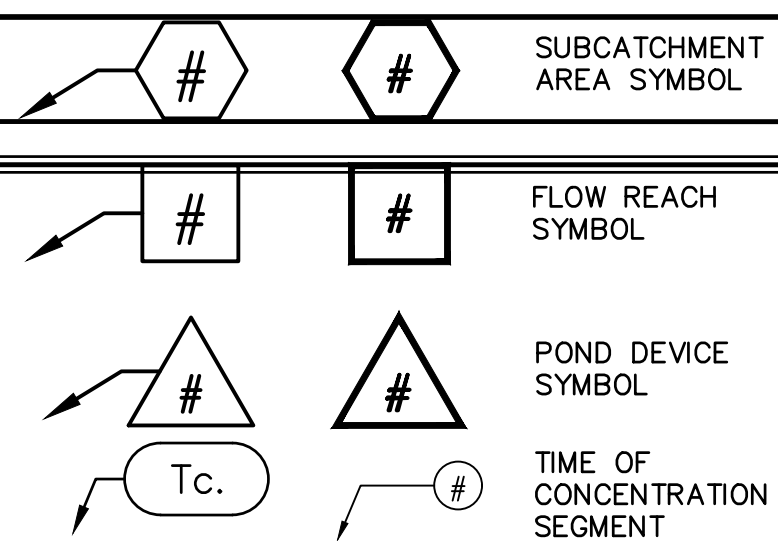 # # SUBCATCHMENT
AREA SYMBOL
# # FLOW REACH
SYMBOL
# # POND DEVICE
SYMBOL
Tc. # TIME OF
CONCENTRATION
SEGMENT